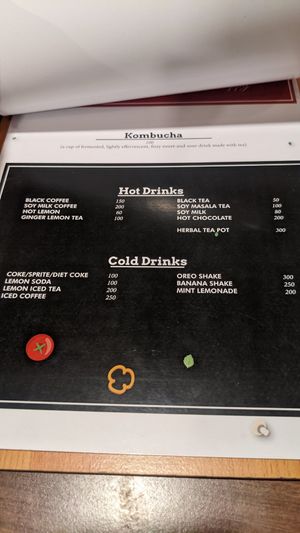 Kombucha
190
(a cup of fermented, lightly effervescent, fizzy sweet and sour drink made with tea)
Hot Drinks
BLACK COFFEE 150
SOY MILK COFFEE 200
HOT LEMON 60
GINGER LEMON TEA 100
BLACK TEA 50
SOY MASALA TEA 100
SOY MILK 80
HOT CHOCOLATE 200
HERBAL TEA POT 300
Cold Drinks
COKE/SPRITE/DIET COKE 100
LEMON SODA 100
LEMON ICED TEA 200
ICED COFFEE 250
OREO SHAKE 300
BANANA SHAKE 250
MINT LEMONADE 200